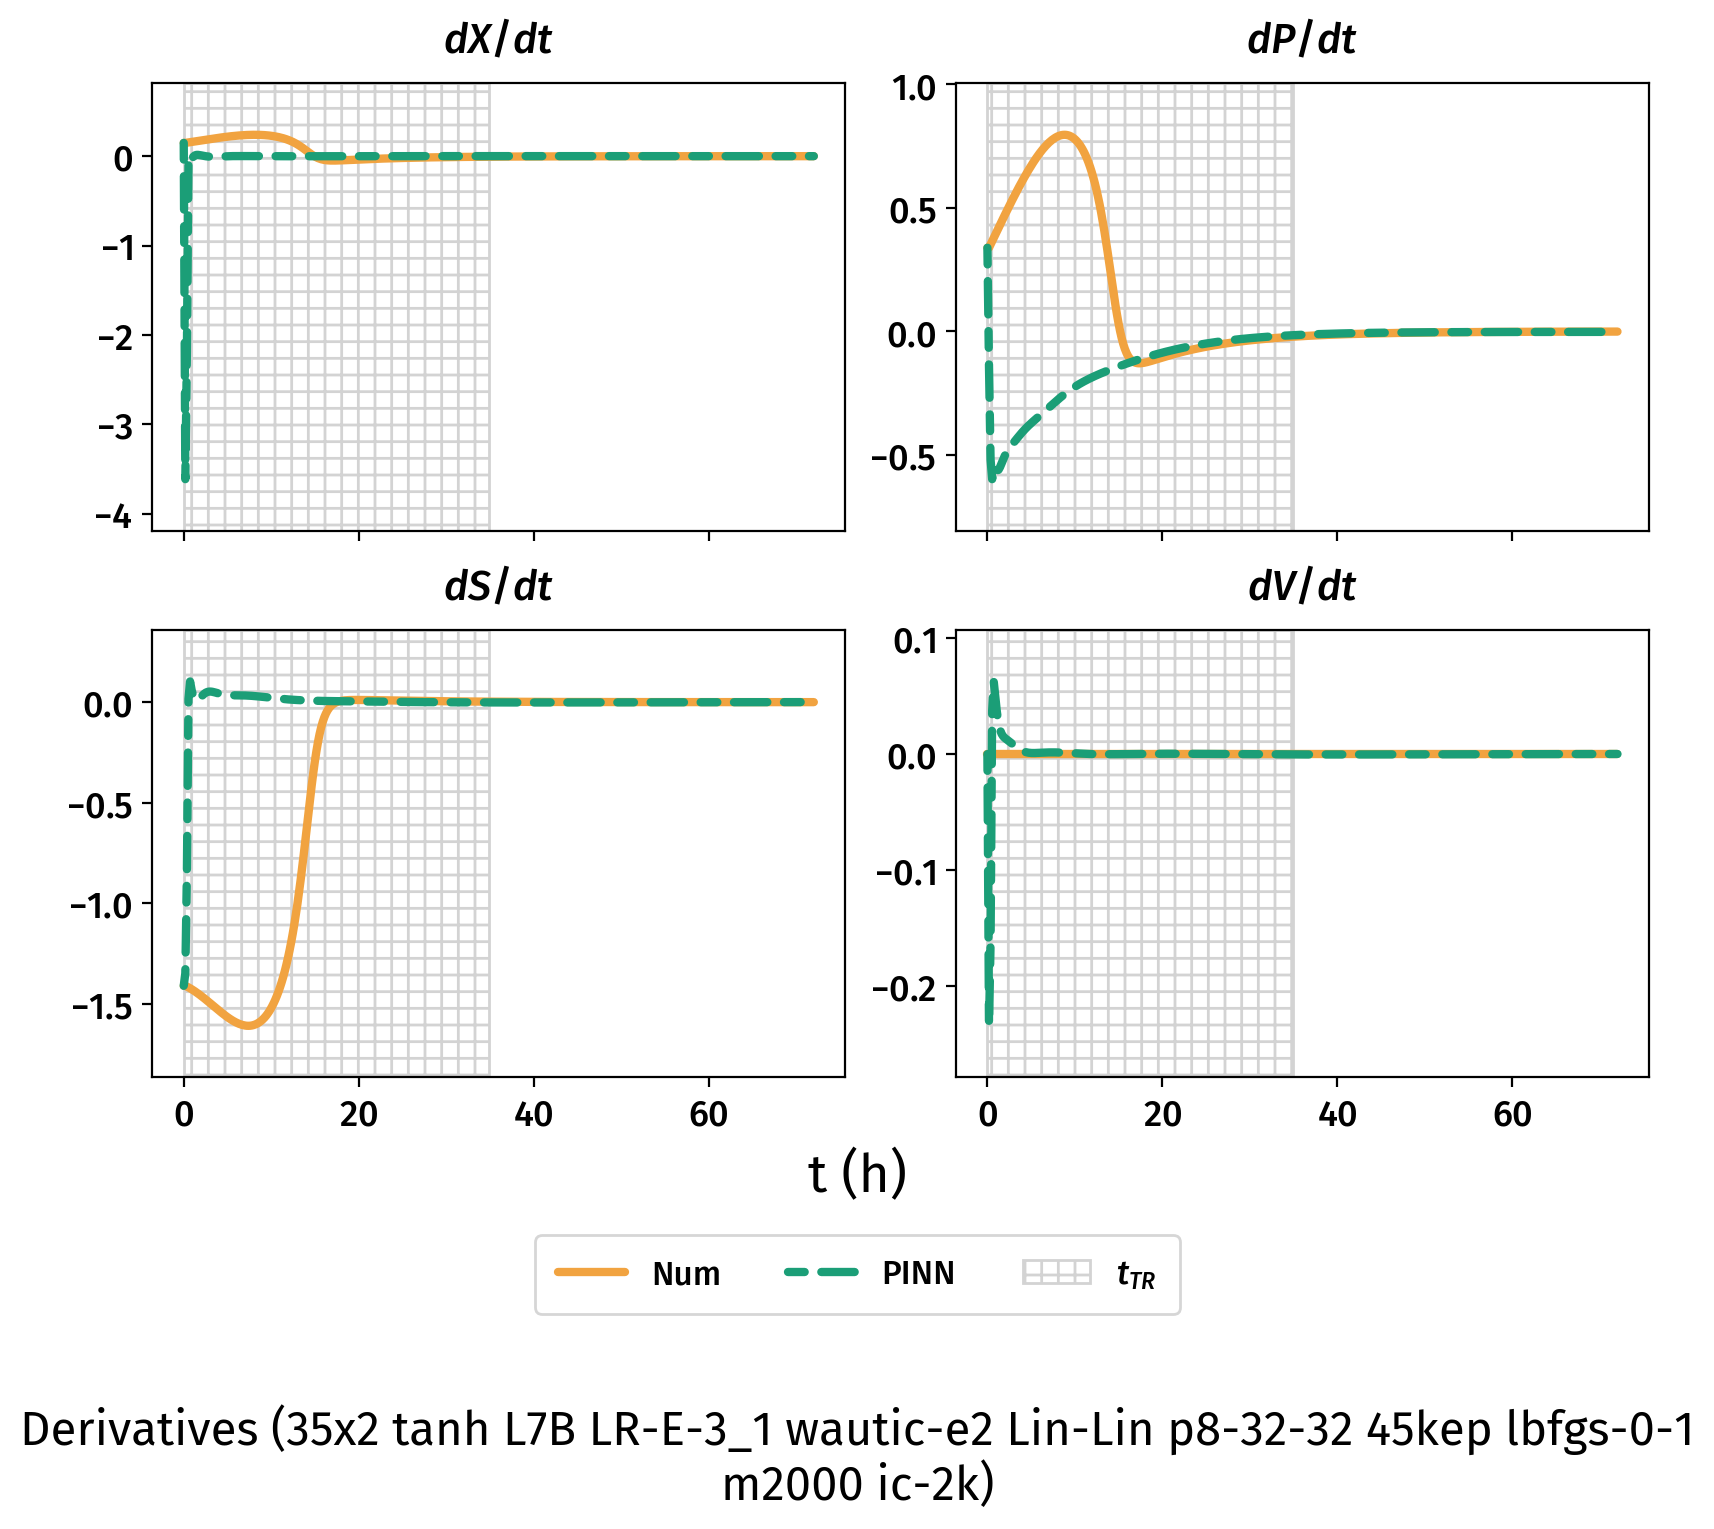 dX/dt
dP/dt
0
−1
−2
−3
−4
1.0
0.5
0.0
−0.5
dS/dt
dV/dt
0.0
−0.5
−1.0
−1.5
0.1
0.0
−0.1
−0.2
0 20 40 60
0 20 40 60
t (h)
Num PINN tTR
Derivatives (35x2 tanh L7B LR-E-3_1 wautic-e2 Lin-Lin p8-32-32 45kep lbfgs-0-1
m2000 ic-2k)